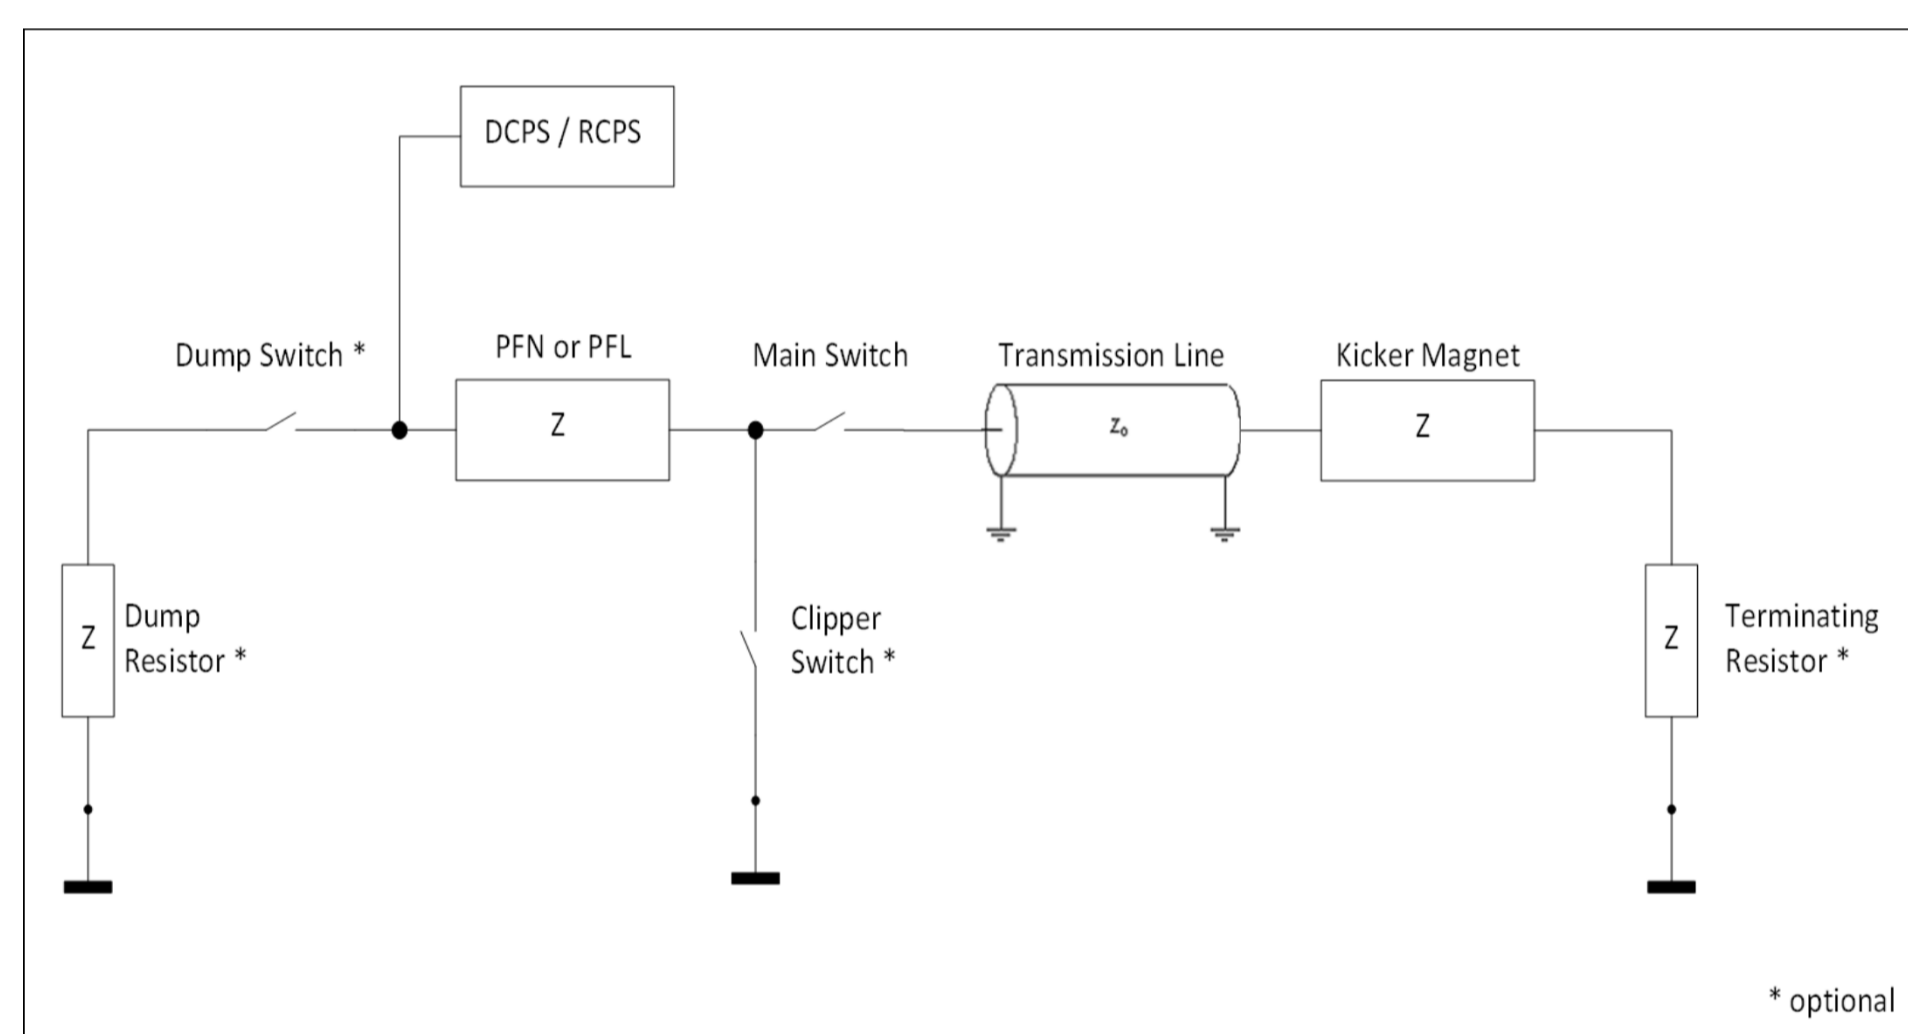 DCPS / RCPS
Dump Switch *
PFN or PFL
Main Switch
Transmission Line
Kicker Magnet
Z
Z₀
Z
Z
Dump
Resistor *
Clipper
Switch *
Z
Terminating
Resistor *
* optional